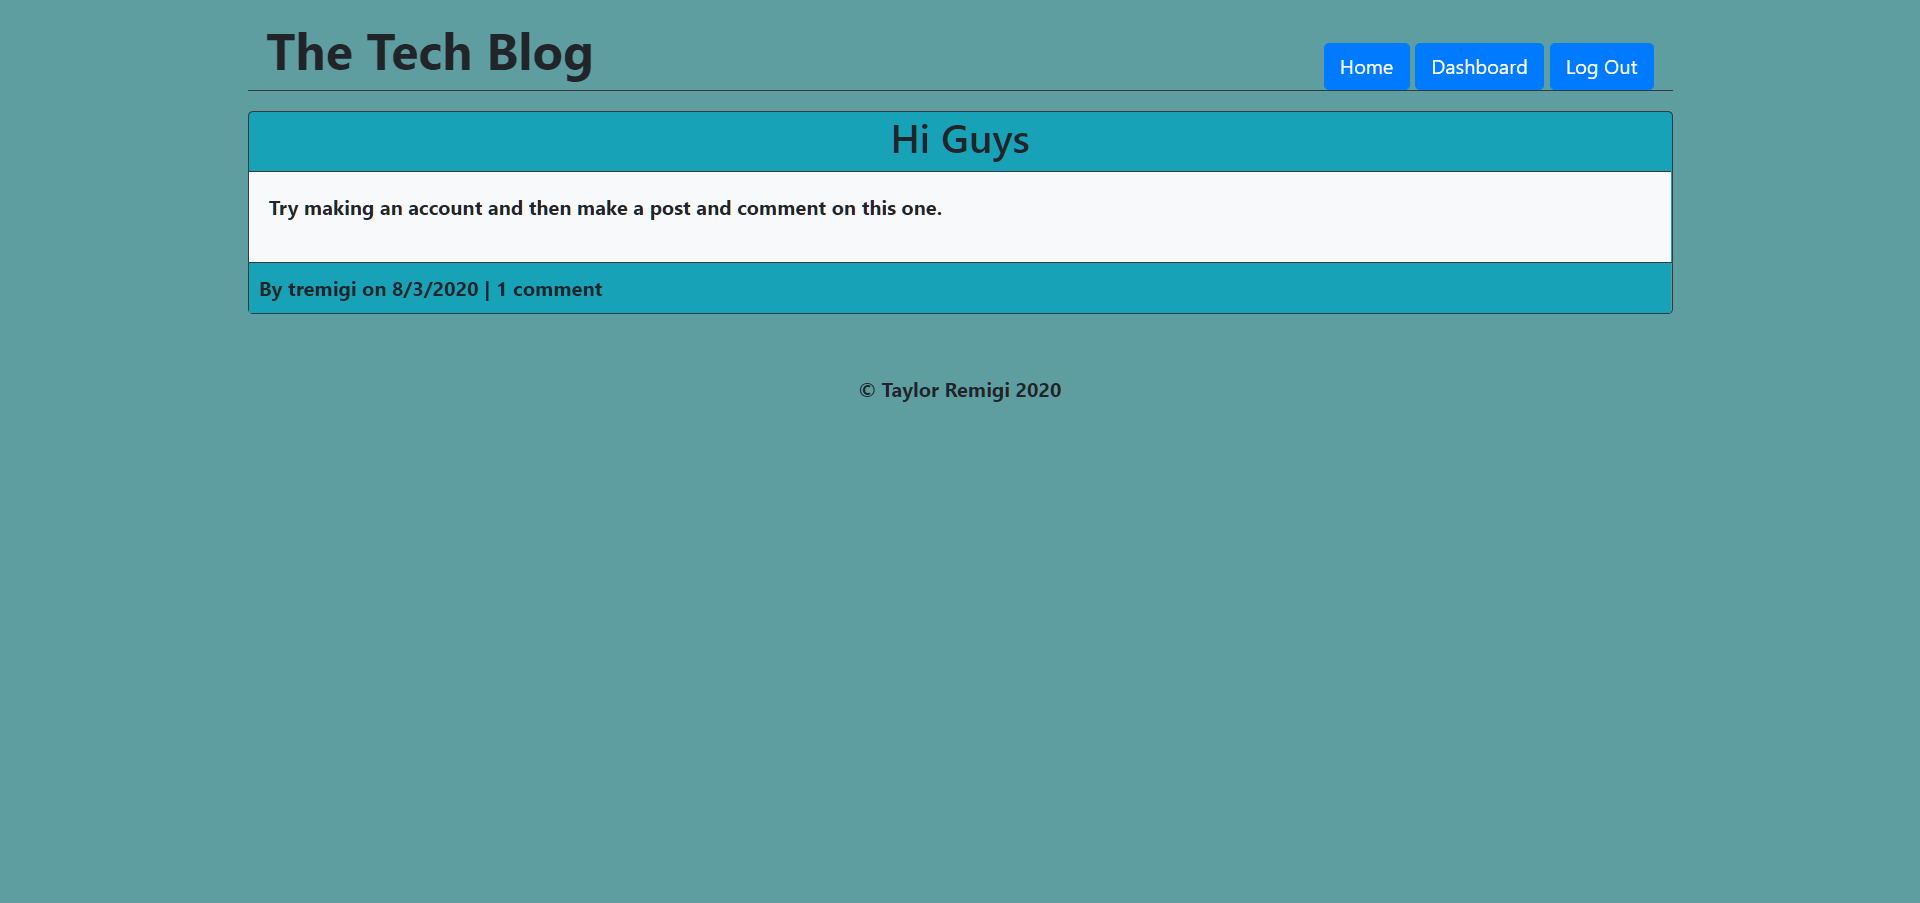 The Tech Blog
Home Dashboard Log Out
Hi Guys
Try making an account and then make a post and comment on this one.
By tremigi on 8/3/2020 | 1 comment
© Taylor Remigi 2020